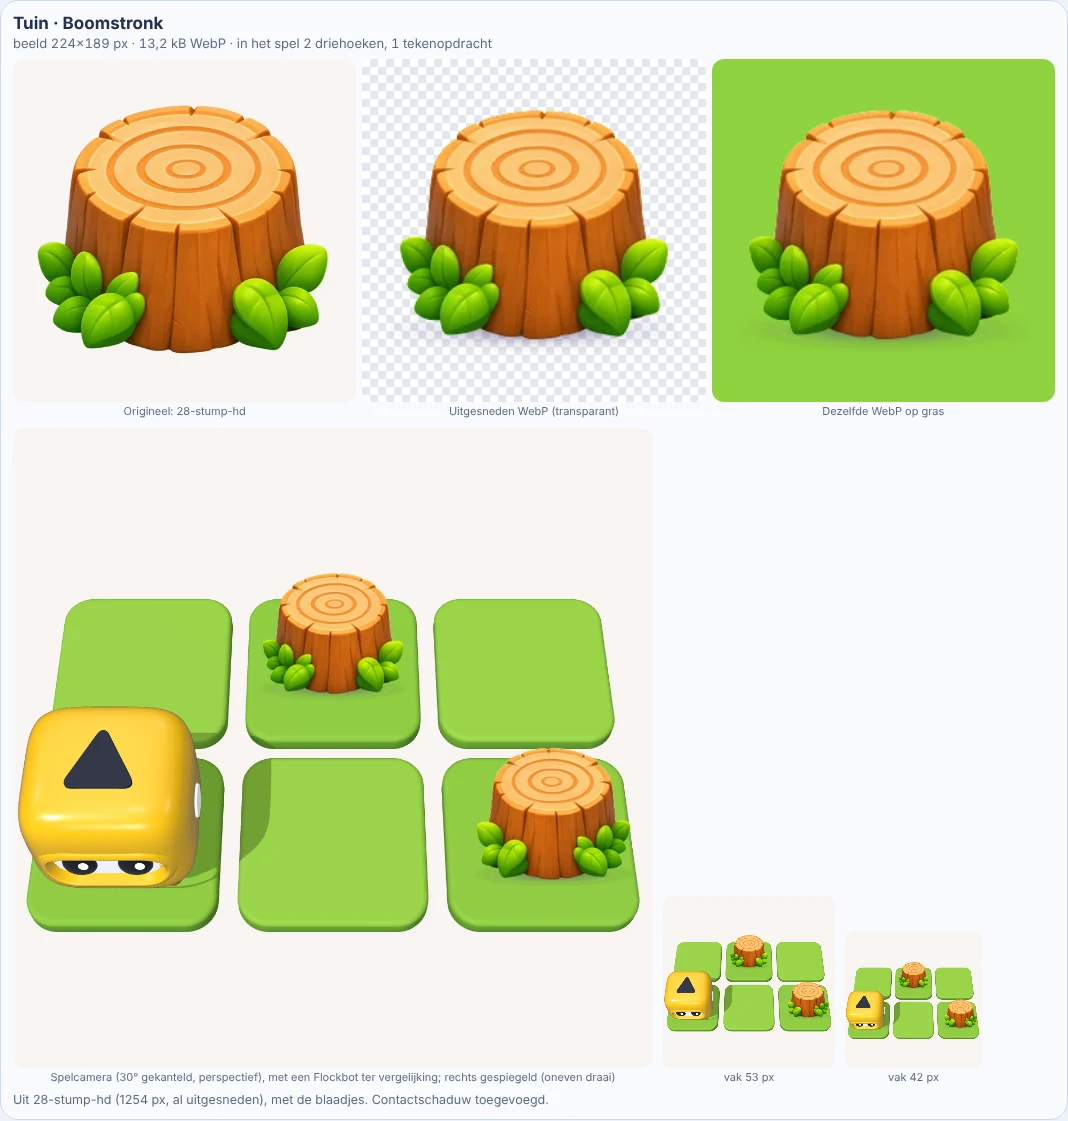 Tuin · Boomstronk
beeld 224×189 px · 13,2 kB WebP · in het spel 2 driehoeken, 1 tekenopdracht
Origineel: 28-stump-hd
Uitgesneden WebP (transparant)
Dezelfde WebP op gras
Spelcamera (30° gekanteld, perspectief), met een Flockbot ter vergelijking; rechts gespiegeld (oneven draai)
vak 53 px
vak 42 px
Uit 28-stump-hd (1254 px, al uitgesneden), met de blaadjes. Contactschaduw toegevoegd.